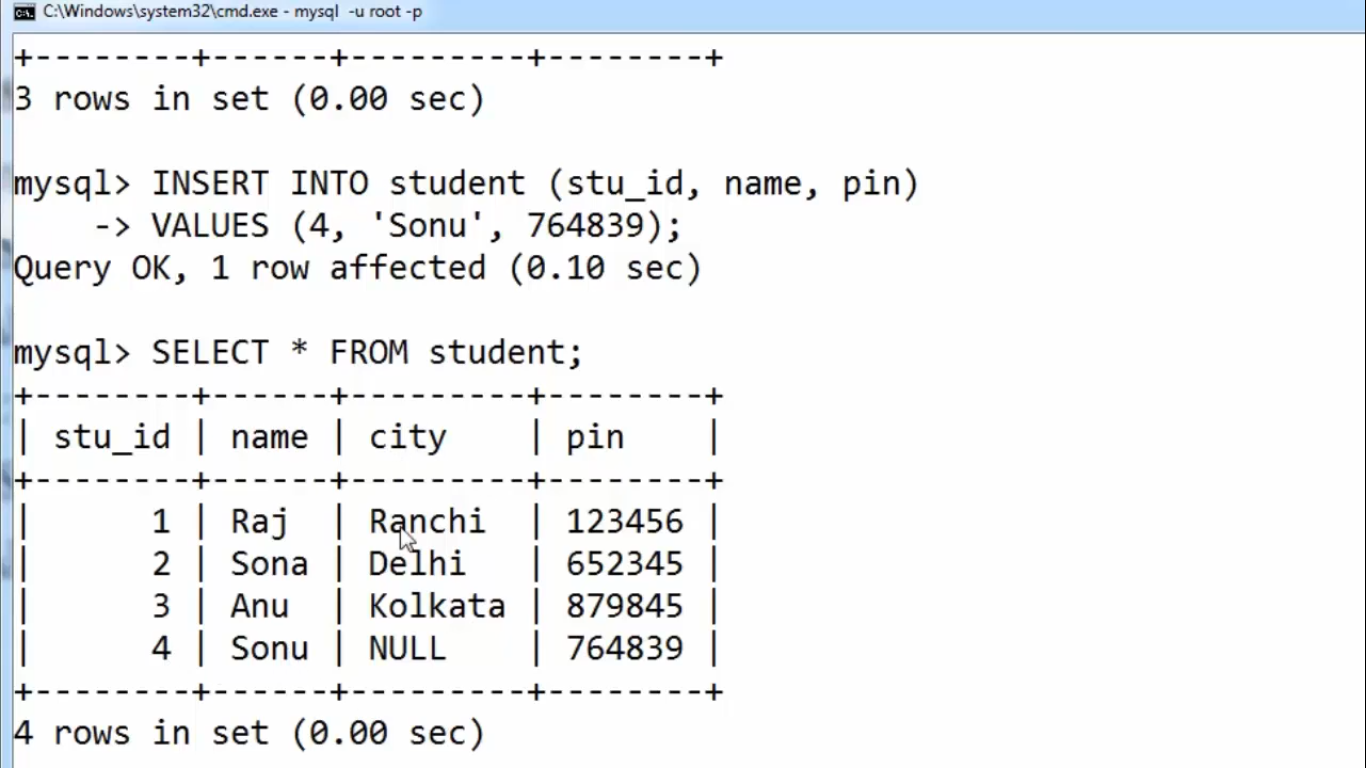 C:\Windows\system32\cmd.exe - mysql  -u root -p
+--------+------+---------+--------+
3 rows in set (0.00 sec)
mysql> INSERT INTO student (stu_id, name, pin)
    -> VALUES (4, 'Sonu', 764839);
Query OK, 1 row affected (0.10 sec)
mysql> SELECT * FROM student;
+--------+------+---------+--------+
| stu_id | name | city    | pin    |
+--------+------+---------+--------+
|      1 | Raj  | Ranchi  | 123456 |
|      2 | Sona | Delhi   | 652345 |
|      3 | Anu  | Kolkata | 879845 |
|      4 | Sonu | NULL    | 764839 |
+--------+------+---------+--------+
4 rows in set (0.00 sec)